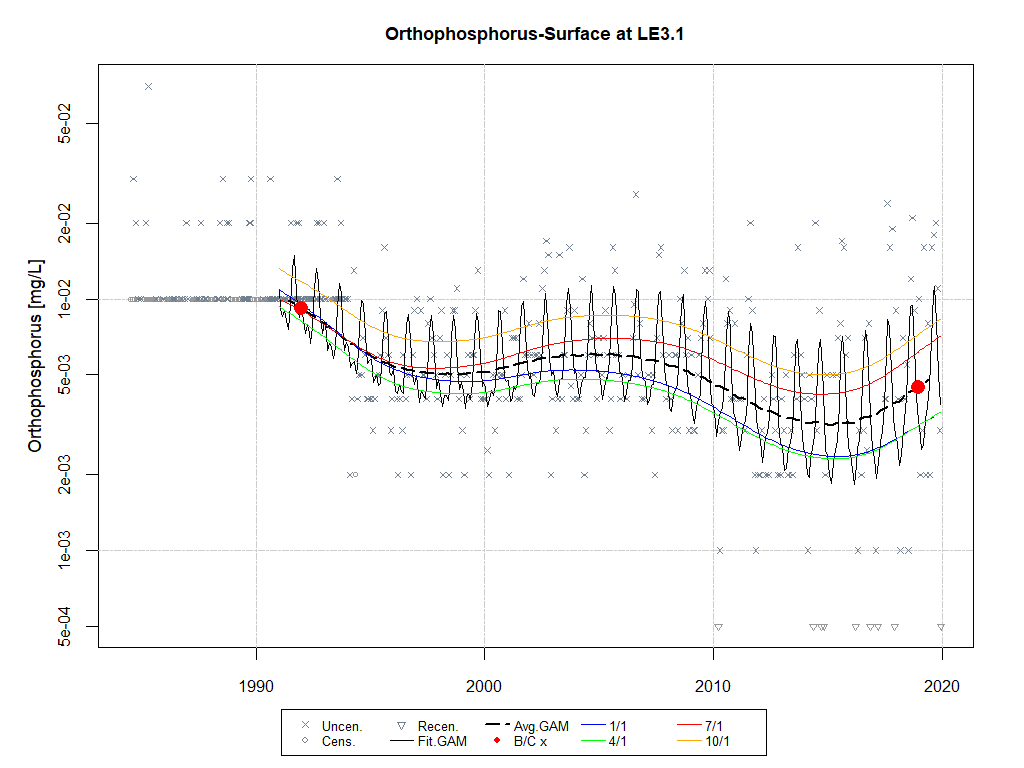 Orthophosphorus-Surface at LE3.1
Orthophosphorus [mg/L]
5e-02
2e-02
1e-02
5e-03
2e-03
1e-03
5e-04
1990 2000 2010 2020
Uncen. Recen. Avg.GAM 1/1 7/1
Cens. Fit.GAM B/C x 4/1 10/1